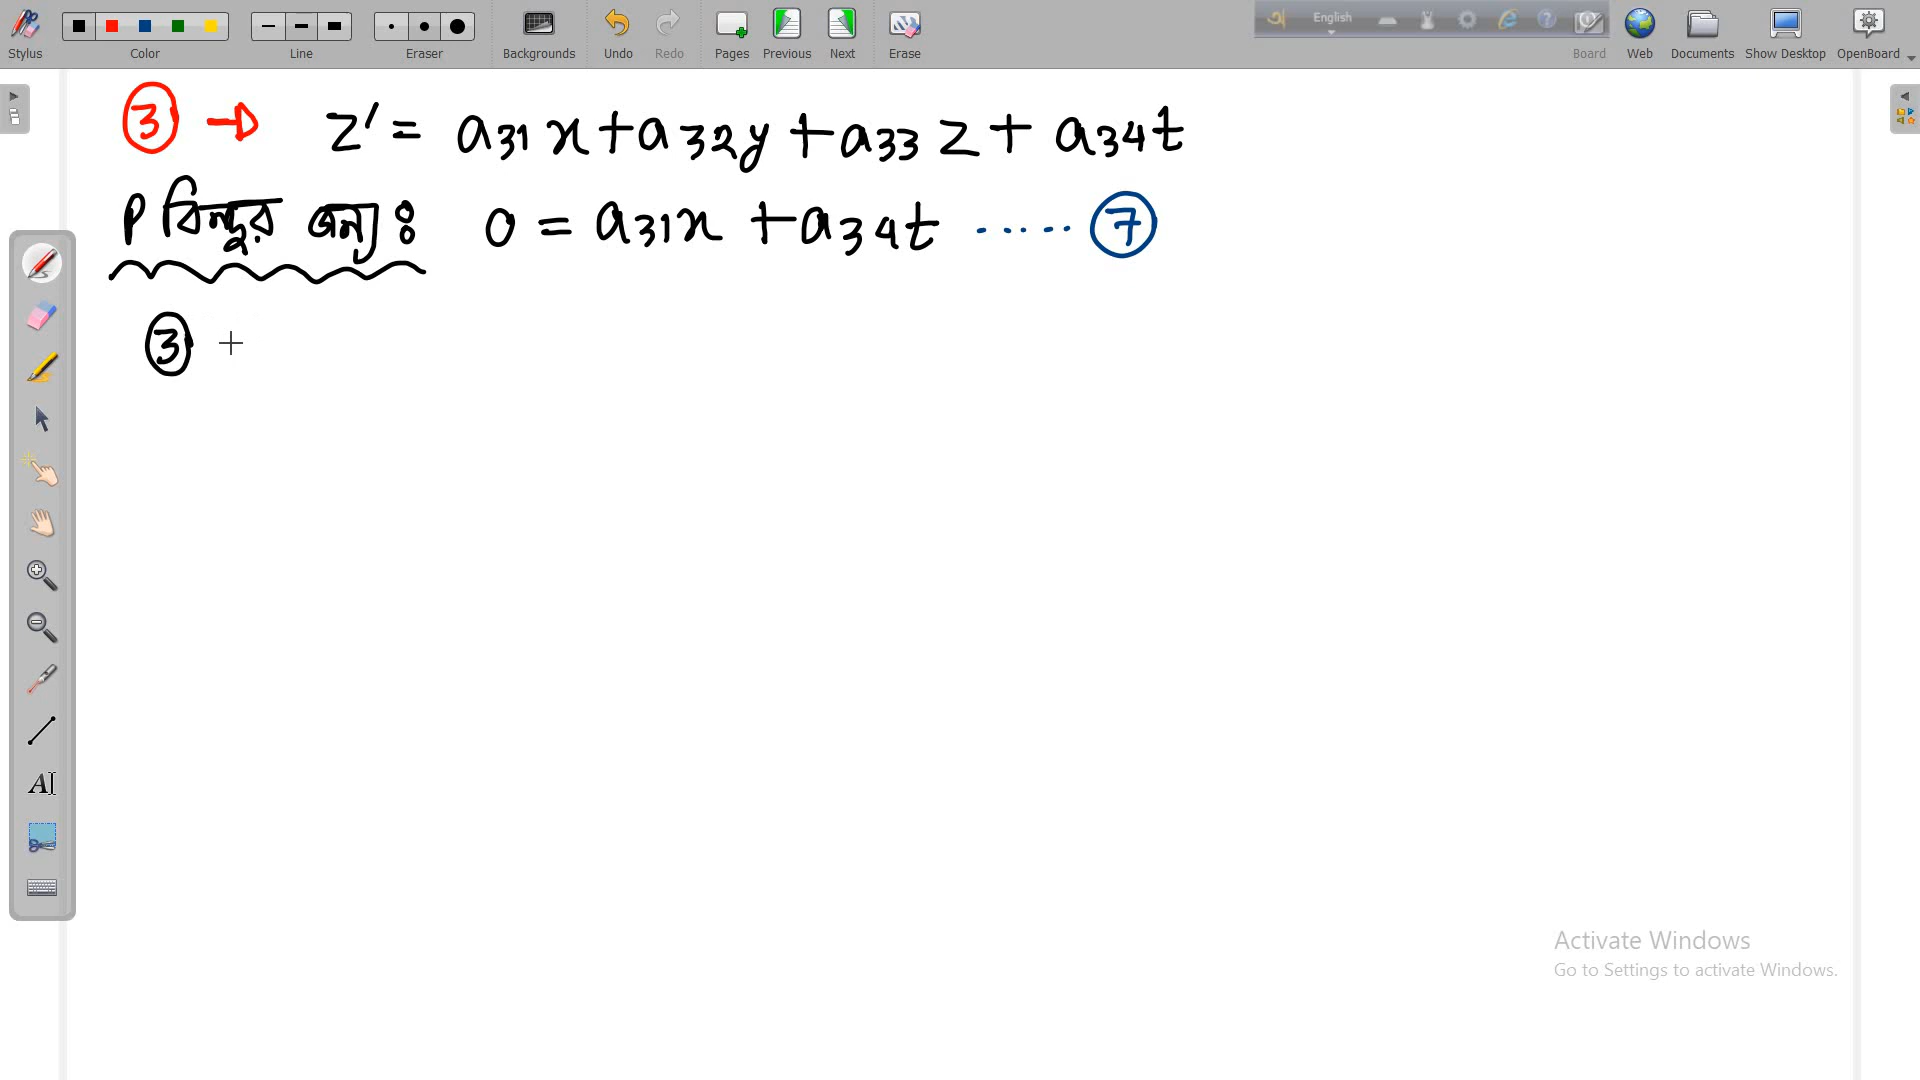 Stylus Color Line Eraser Backgrounds Undo Redo Pages Previous Next Erase English Board Web Documents Show Desktop OpenBoard
③ → z′ = a₃₁x + a₃₂y + a₃₃z + a₃₄t
P বিন্দুর জন্য : 0 = a₃₁x + a₃₄t ..... ⑦
③
AI
Activate Windows
Go to Settings to activate Windows.